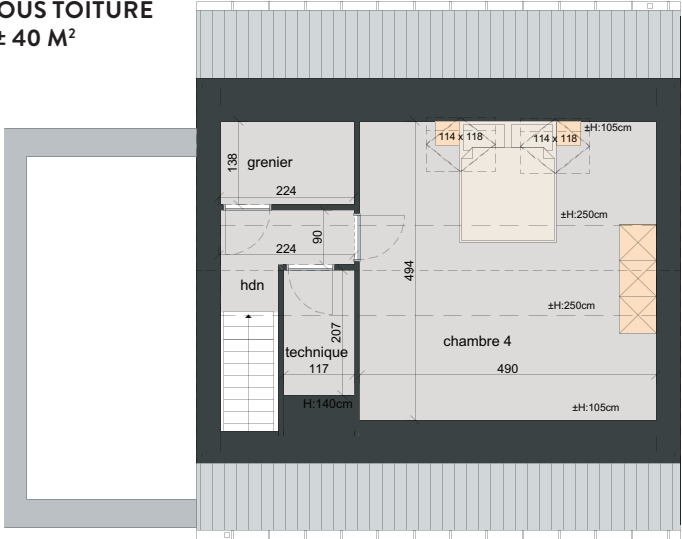 OUS TOITURE
± 40 M²
114 x 118
114 x 118
±H:105cm
138
grenier
224
±H:250cm
90
224
494
hdn
±H:250cm
207
technique
117
chambre 4
490
H:140cm
±H:105cm